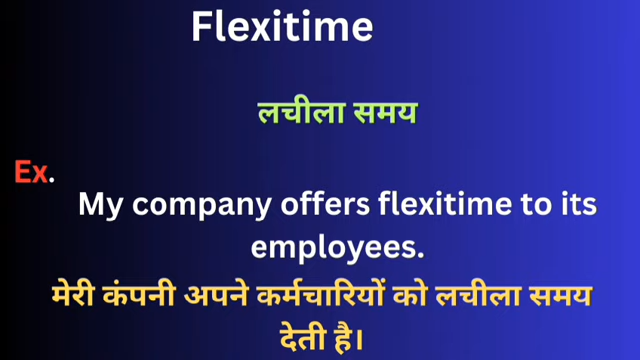 Flexitime
लचीला समय
Ex.
My company offers flexitime to its
employees.
मेरी कंपनी अपने कर्मचारियों को लचीला समय
देती है।